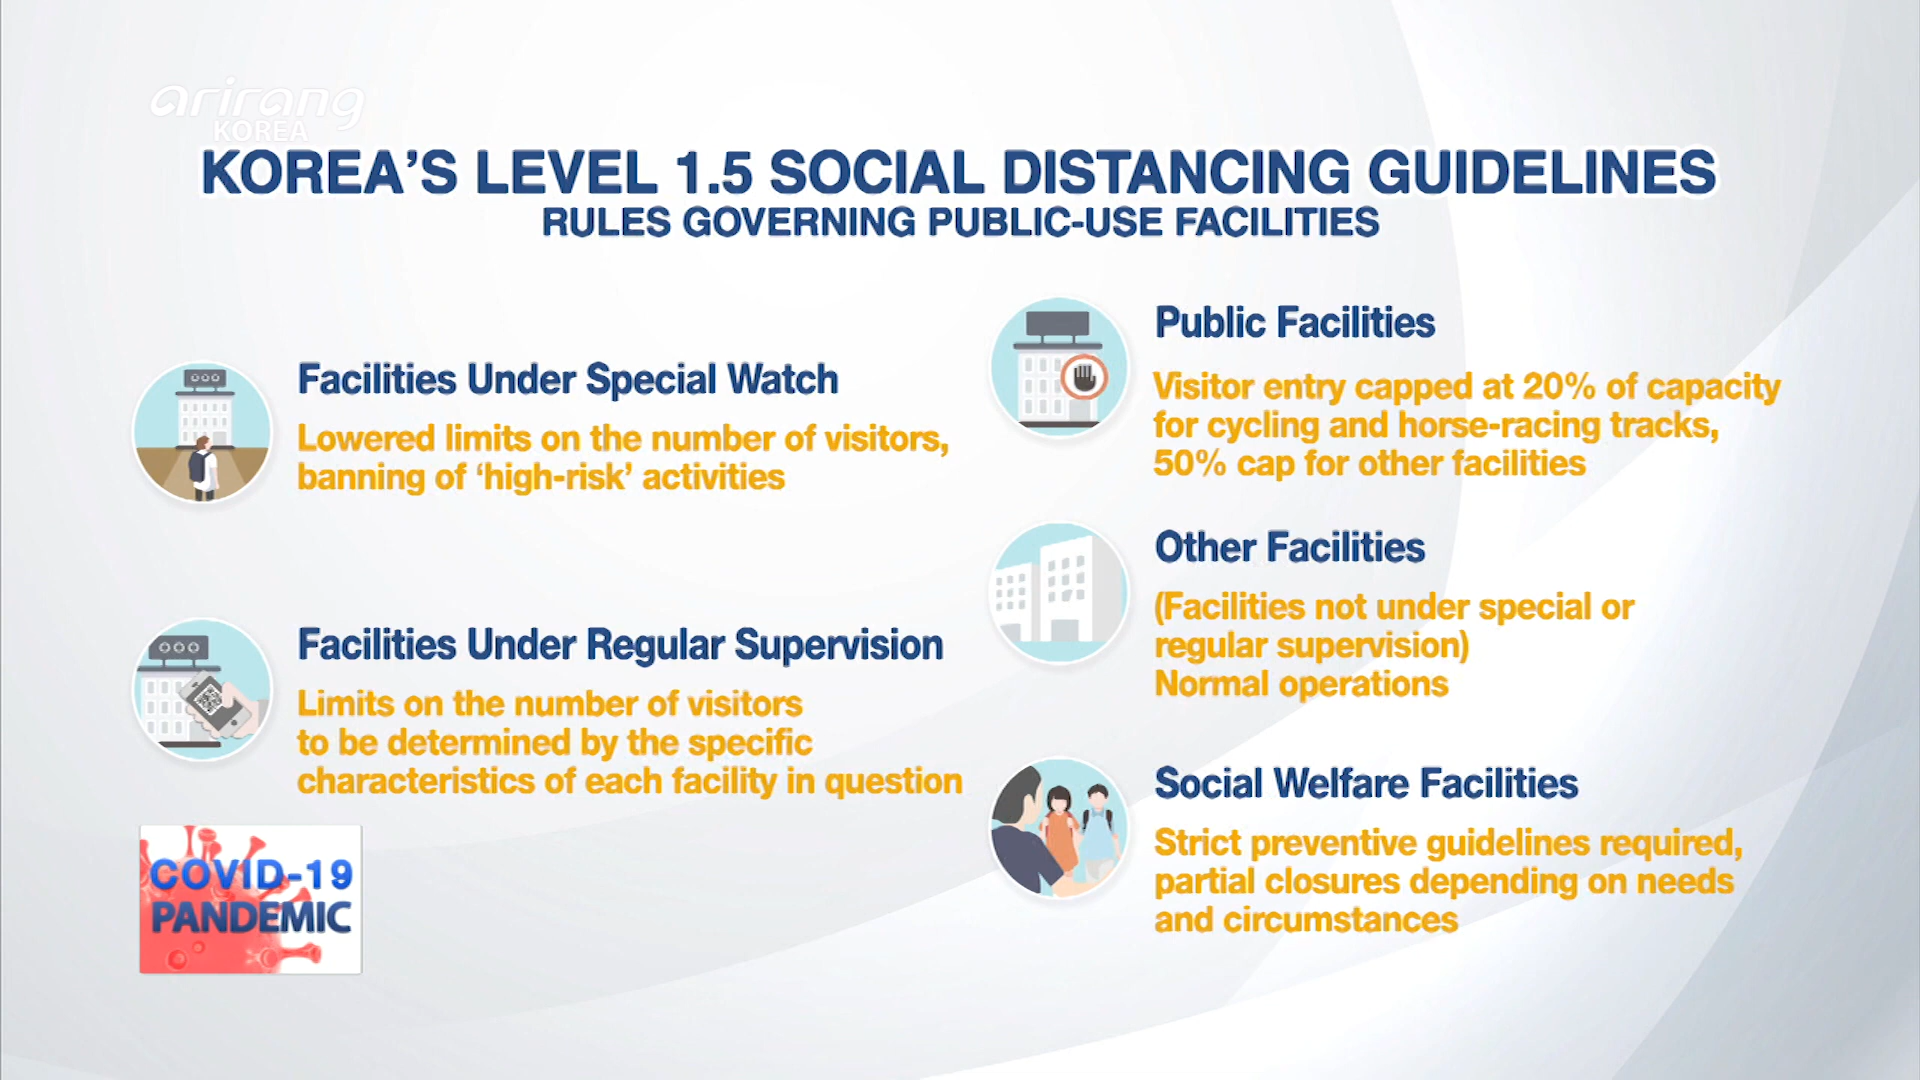 arirang
KOREA
KOREA'S LEVEL 1.5 SOCIAL DISTANCING GUIDELINES
RULES GOVERNING PUBLIC-USE FACILITIES
Facilities Under Special Watch
Lowered limits on the number of visitors,
banning of ‘high-risk’ activities
Facilities Under Regular Supervision
Limits on the number of visitors
to be determined by the specific
characteristics of each facility in question
Public Facilities
Visitor entry capped at 20% of capacity
for cycling and horse-racing tracks,
50% cap for other facilities
Other Facilities
(Facilities not under special or
regular supervision)
Normal operations
Social Welfare Facilities
Strict preventive guidelines required,
partial closures depending on needs
and circumstances
COVID-19
PANDEMIC